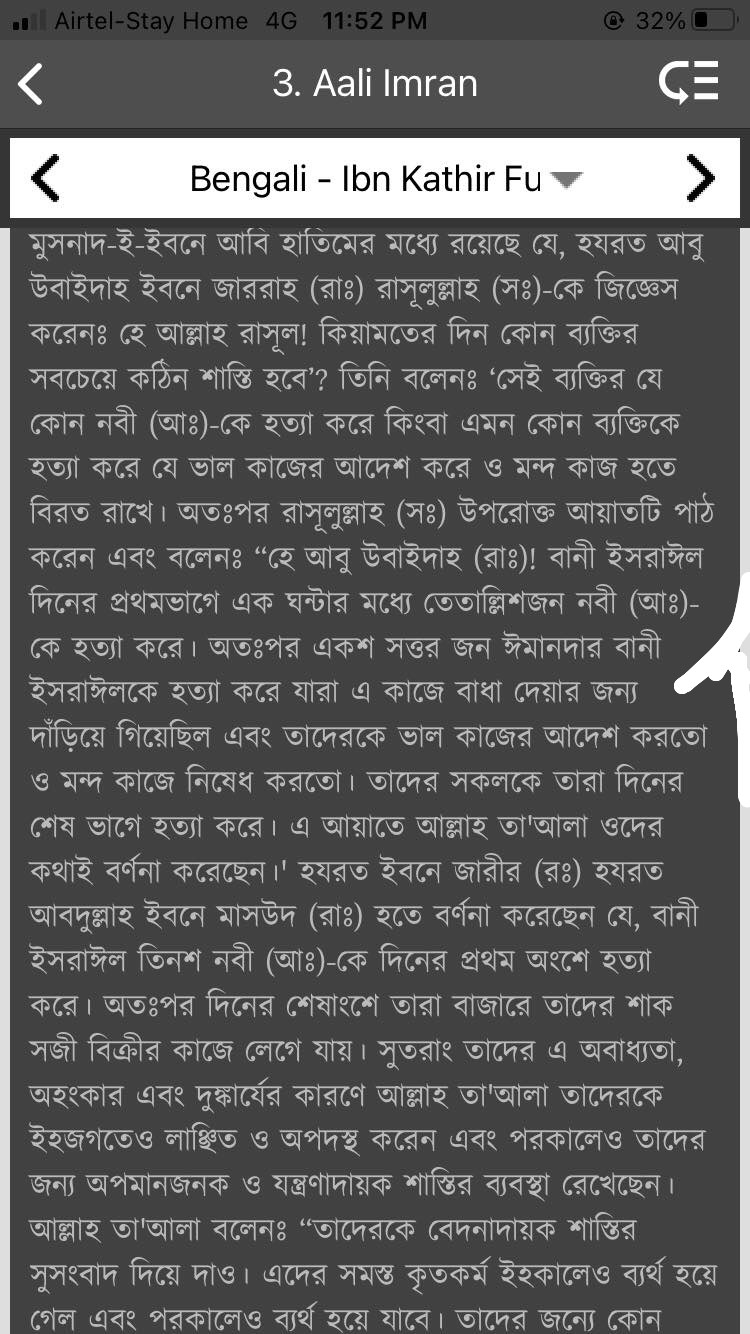 Airtel-Stay Home 4G 11:52 PM 32%
3. Aali Imran
Bengali - Ibn Kathir Fu
মুসনাদ-ই-ইবনে আবি হাতিমের মধ্যে রয়েছে যে, হযরত আবু
উবাইদাহ ইবনে জাররাহ (রাঃ) রাসূলুল্লাহ (সঃ)-কে জিজ্ঞেস
করেনঃ হে আল্লাহ রাসূল! কিয়ামতের দিন কোন ব্যক্তির
সবচেয়ে কঠিন শাস্তি হবে’? তিনি বলেনঃ ‘সেই ব্যক্তির যে
কোন নবী (আঃ)-কে হত্যা করে কিংবা এমন কোন ব্যক্তিকে
হত্যা করে যে ভাল কাজের আদেশ করে ও মন্দ কাজ হতে
বিরত রাখে। অতঃপর রাসূলুল্লাহ (সঃ) উপরোক্ত আয়াতটি পাঠ
করেন এবং বলেনঃ “হে আবু উবাইদাহ (রাঃ)! বানী ইসরাঈল
দিনের প্রথমভাগে এক ঘন্টার মধ্যে তেতাল্লিশজন নবী (আঃ)-
কে হত্যা করে। অতঃপর একশ সত্তর জন ঈমানদার বানী
ইসরাঈলকে হত্যা করে যারা এ কাজে বাধা দেয়ার জন্য
দাঁড়িয়ে গিয়েছিল এবং তাদেরকে ভাল কাজের আদেশ করতো
ও মন্দ কাজে নিষেধ করতো। তাদের সকলকে তারা দিনের
শেষ ভাগে হত্যা করে। এ আয়াতে আল্লাহ তা'আলা ওদের
কথাই বর্ণনা করেছেন।' হযরত ইবনে জারীর (রঃ) হযরত
আবদুল্লাহ ইবনে মাসউদ (রাঃ) হতে বর্ণনা করেছেন যে, বানী
ইসরাঈল তিনশ নবী (আঃ)-কে দিনের প্রথম অংশে হত্যা
করে। অতঃপর দিনের শেষাংশে তারা বাজারে তাদের শাক
সজী বিক্রীর কাজে লেগে যায়। সুতরাং তাদের এ অবাধ্যতা,
অহংকার এবং দুষ্কার্যের কারণে আল্লাহ তা'আলা তাদেরকে
ইহজগতেও লাঞ্ছিত ও অপদস্থ করেন এবং পরকালেও তাদের
জন্য অপমানজনক ও যন্ত্রণাদায়ক শাস্তির ব্যবস্থা রেখেছেন।
আল্লাহ তা'আলা বলেনঃ “তাদেরকে বেদনাদায়ক শাস্তির
সুসংবাদ দিয়ে দাও। এদের সমস্ত কৃতকর্ম ইহকালেও ব্যর্থ হয়ে
গেল এবং পরকালেও ব্যর্থ হয়ে যাবে। তাদের জন্যে কোন